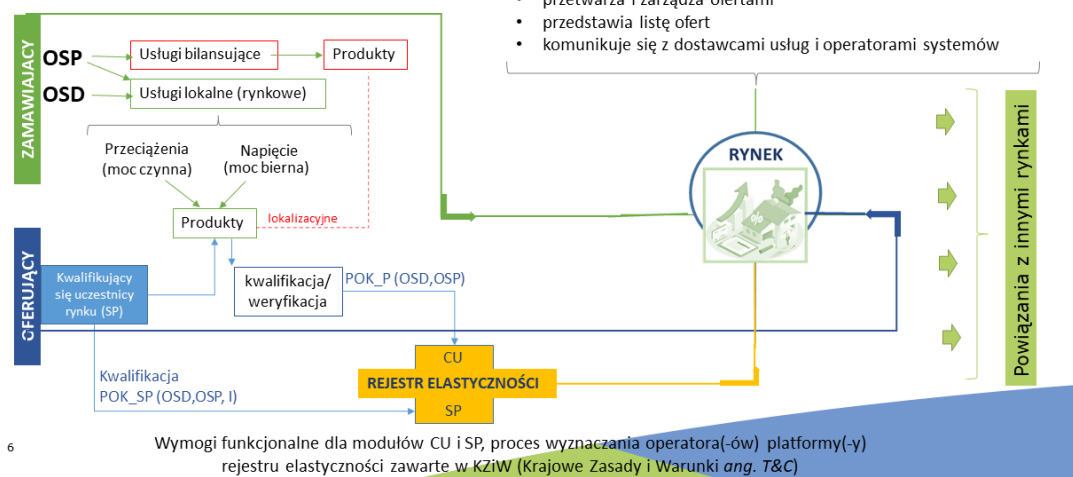 przetwarza i zarządza ofertami
• przedstawia listę ofert
• komunikuje się z dostawcami usług i operatorami systemów
ZAMAWIAJĄCY
OSP
Usługi bilansujące
Produkty
OSD
Usługi lokalne (rynkowe)
Przeciążenia
(moc czynna)
Napięcie
(moc bierna)
Produkty
lokalizacyjne
RYNEK
%
Powiązania z innymi rynkami
OFERUJĄCY
Kwalifikujący
się uczestnicy
rynku (SP)
kwalifikacja/
weryfikacja
POK_P (OSD,OSP)
CU
REJESTR ELASTYCZNOŚCI
SP
Kwalifikacja
POK_SP (OSD,OSP, I)
6
Wymogi funkcjonalne dla modułów CU i SP, proces wyznaczania operatora(-ów) platformy(-y)
rejestru elastyczności zawarte w KZiW (Krajowe Zasady i Warunki ang. T&C)